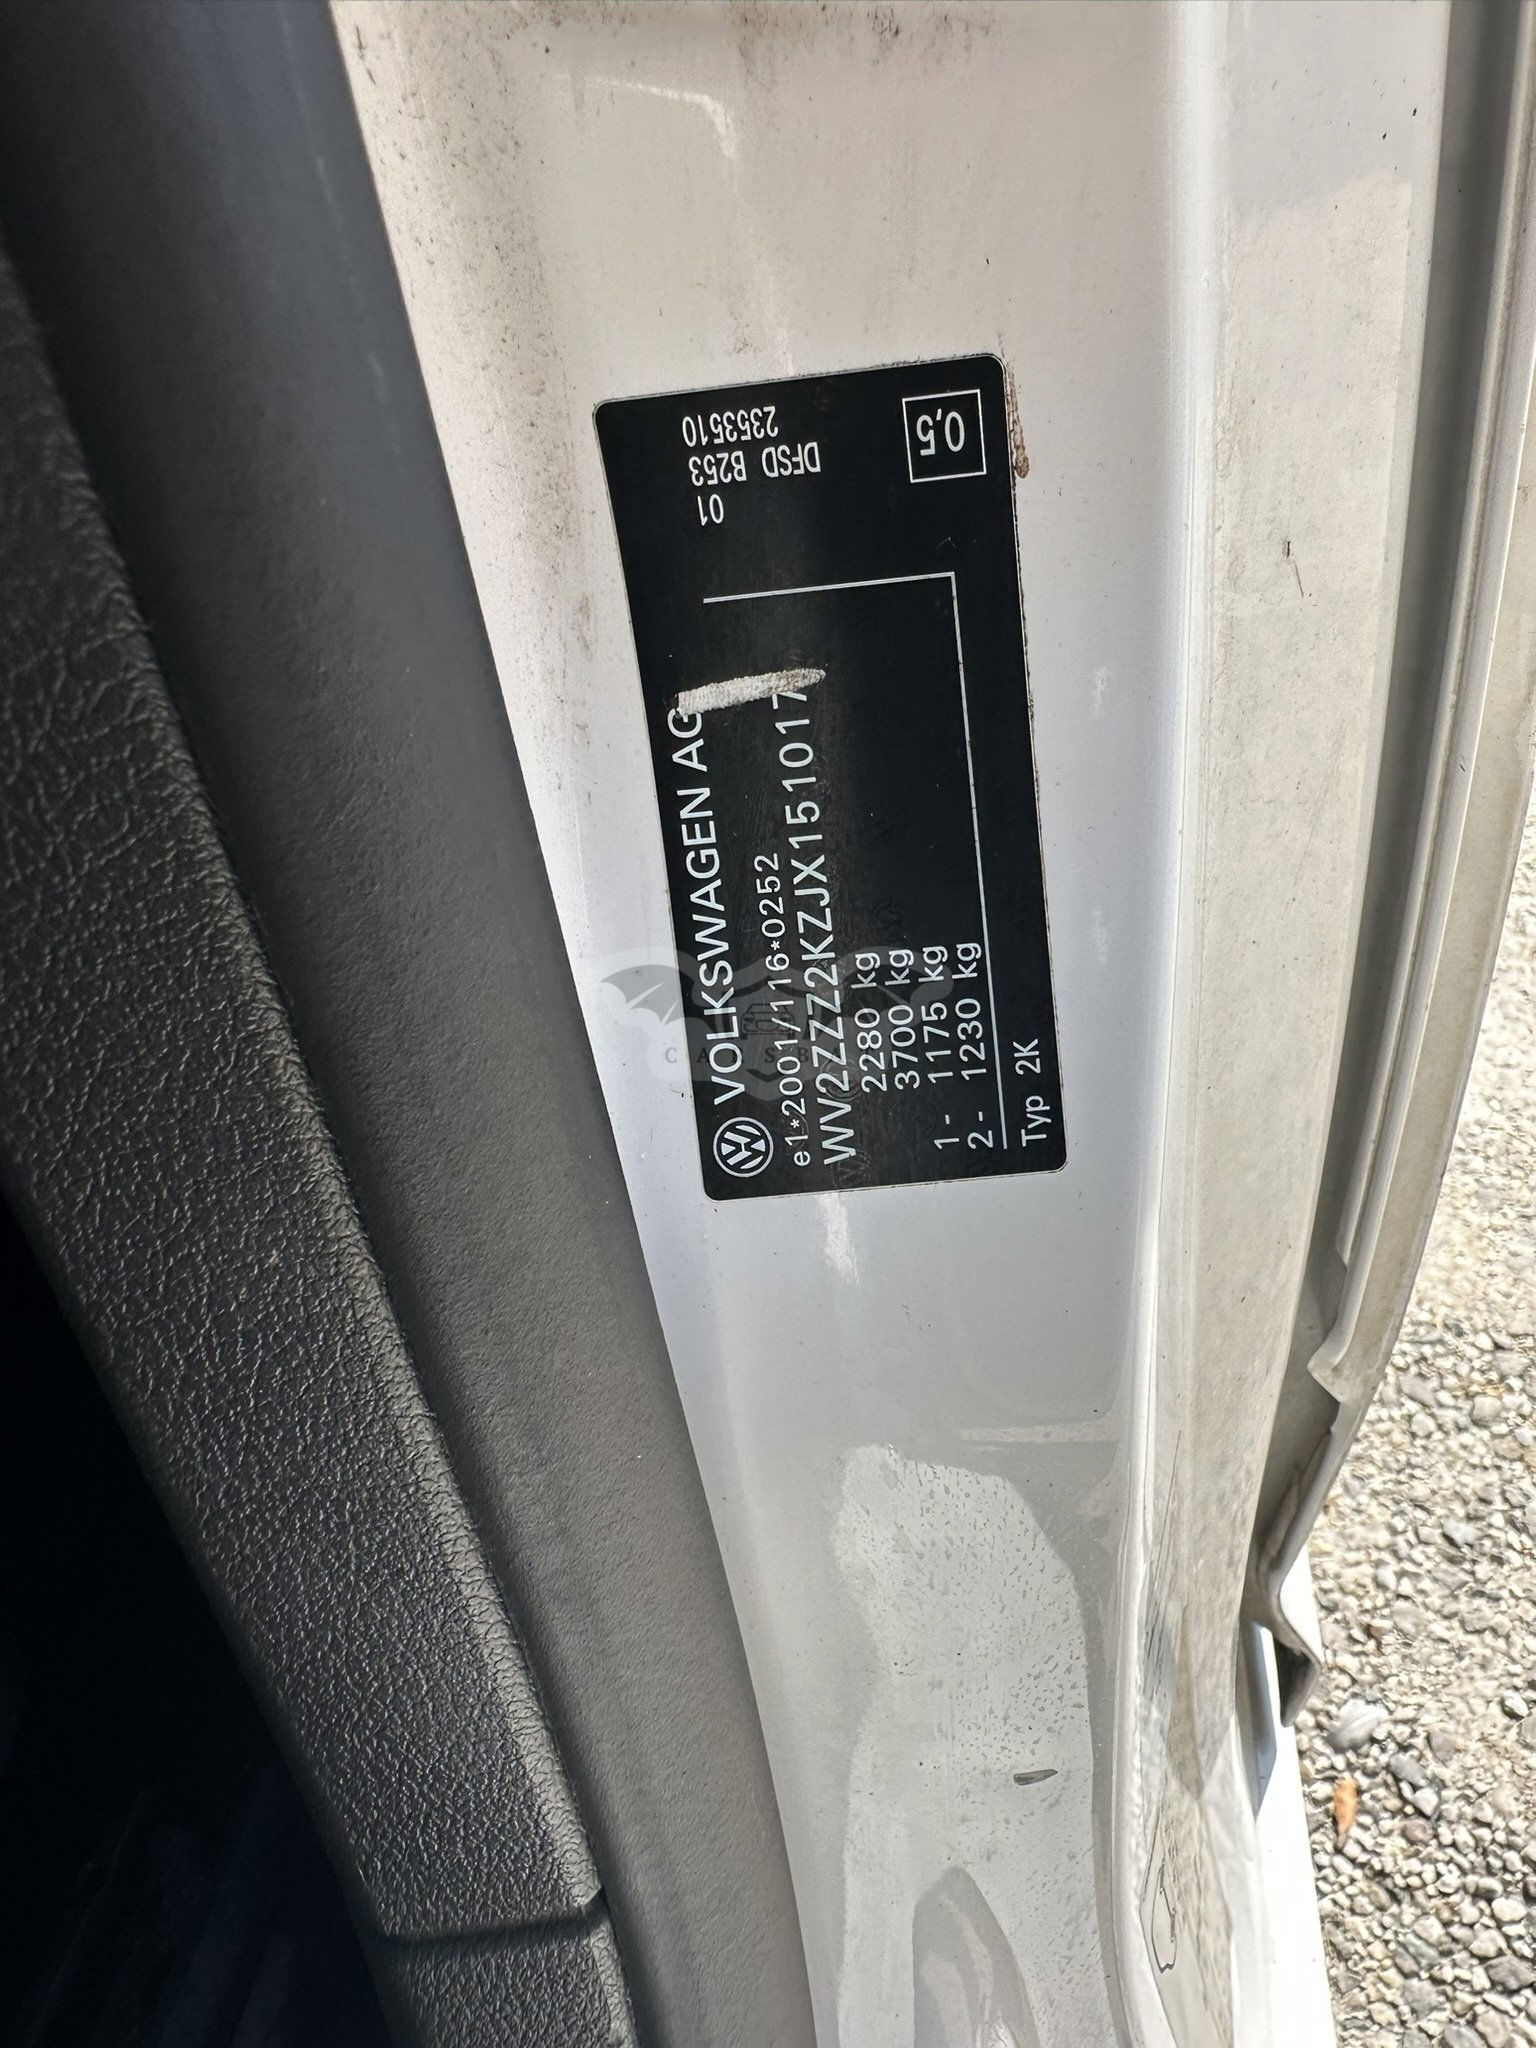 VOLKSWAGEN AG
e1*2001/116*0252
WV2ZZZ2KZJX151017
2280 kg
3700 kg
1- 1175 kg
2- 1230 kg
Typ 2K
2353510
DFSD B253
01
0,5